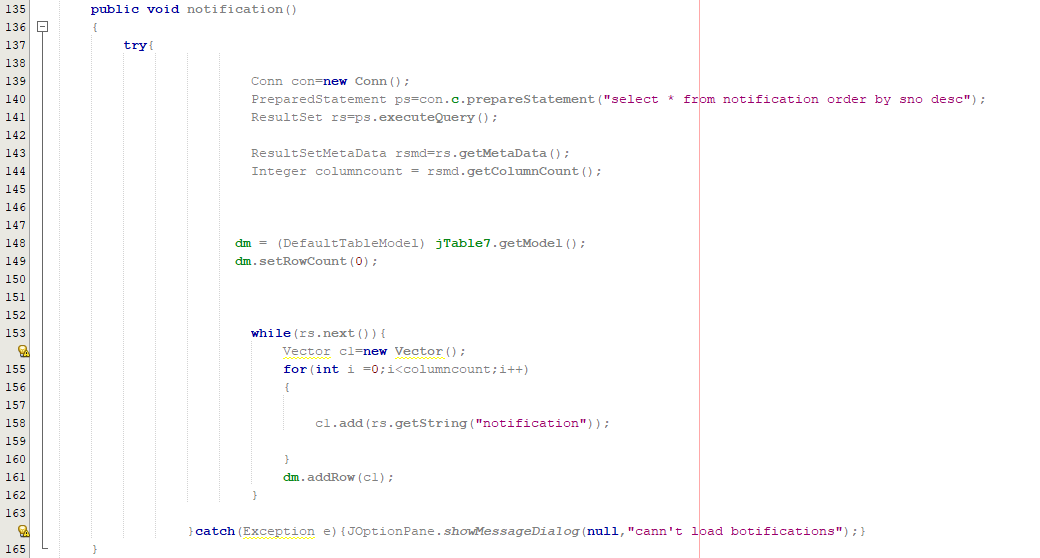 135 public void notification()
136 {
137 try{
138
139 Conn con=new Conn();
140 PreparedStatement ps=con.c.prepareStatement("select * from notification order by sno desc");
141 ResultSet rs=ps.executeQuery();
142
143 ResultSetMetaData rsmd=rs.getMetaData();
144 Integer columncount = rsmd.getColumnCount();
145
146
147
148 dm = (DefaultTableModel) jTable7.getModel();
149 dm.setRowCount(0);
150
151
152
153 while(rs.next()){
Vector cl=new Vector();
155 for(int i =0;i<columncount;i++)
156 {
157
158 cl.add(rs.getString("notification"));
159
160 }
161 dm.addRow(cl);
162 }
163
}catch(Exception e){JOptionPane.showMessageDialog(null,"cann't load botifications");}
165 }